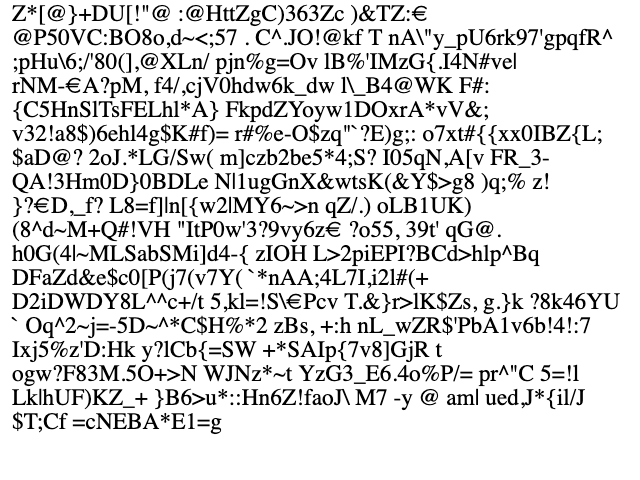 Z*[@}+DU[!"@ :@HttZgC)363Zc )&TZ:€
@P50VC:BO8o,d~<;57 . C^.JO!@kf T nA\"y_pU6rk97'gpqfR^
;pHu\6;/'80(],@XLn/ pjn%g=Ov lB%'IMzG{.I4N#ve|
rNM-€A?pM, f4/,cjV0hdw6k_dw l\_B4@WK F#:
{C5HnSlTsFELhl*A} FkpdZYoyw1DOxrA*vV&;
v32!a8$)6ehl4g$K#f)= r#%e-O$zq"`?E)g;: o7xt#{{xx0IBZ{L;
$aD@? 2oJ.*LG/Sw( m]czb2be5*4;S? I05qN,A[v FR_3-
QA!3Hm0D}0BDLe N|1ugGnX&wtsK(&Y$>g8 )q;% z!
}?€D,_f? L8=f]|n[{w2|MY6~>n qZ/.) oLB1UK)
(8^d~M+Q#!VH "ItP0w'3?9vy6z€ ?o55, 39t' qG@.
h0G(4|~MLSabSMi]d4-{ zIOH L>2piEPI?BCd>hlp^Bq
DFaZd&e$c0[P(j7(v7Y( `*nAA;4L7I,i2l#(+
D2iDWDY8L^^c+/t 5,kl=!S\€Pcv T.&}r>lK$Zs, g.}k ?8k46YU
` Oq^2~j=-5D~^*C$H%*2 zBs, +:h nL_wZR$'PbA1v6b!4!:7
Ixj5%z'D:Hk y?lCb{=SW +*SAIp{7v8]GjR t
ogw?F83M.5O+>N WJNz*~t YzG3_E6.4o%P/= pr^"C 5=!l
Lk|hUF)KZ_+ }B6>u*::Hn6Z!faoJ\ M7 -y @ am| ued,J*{il/J
$T;Cf =cNEBA*E1=g